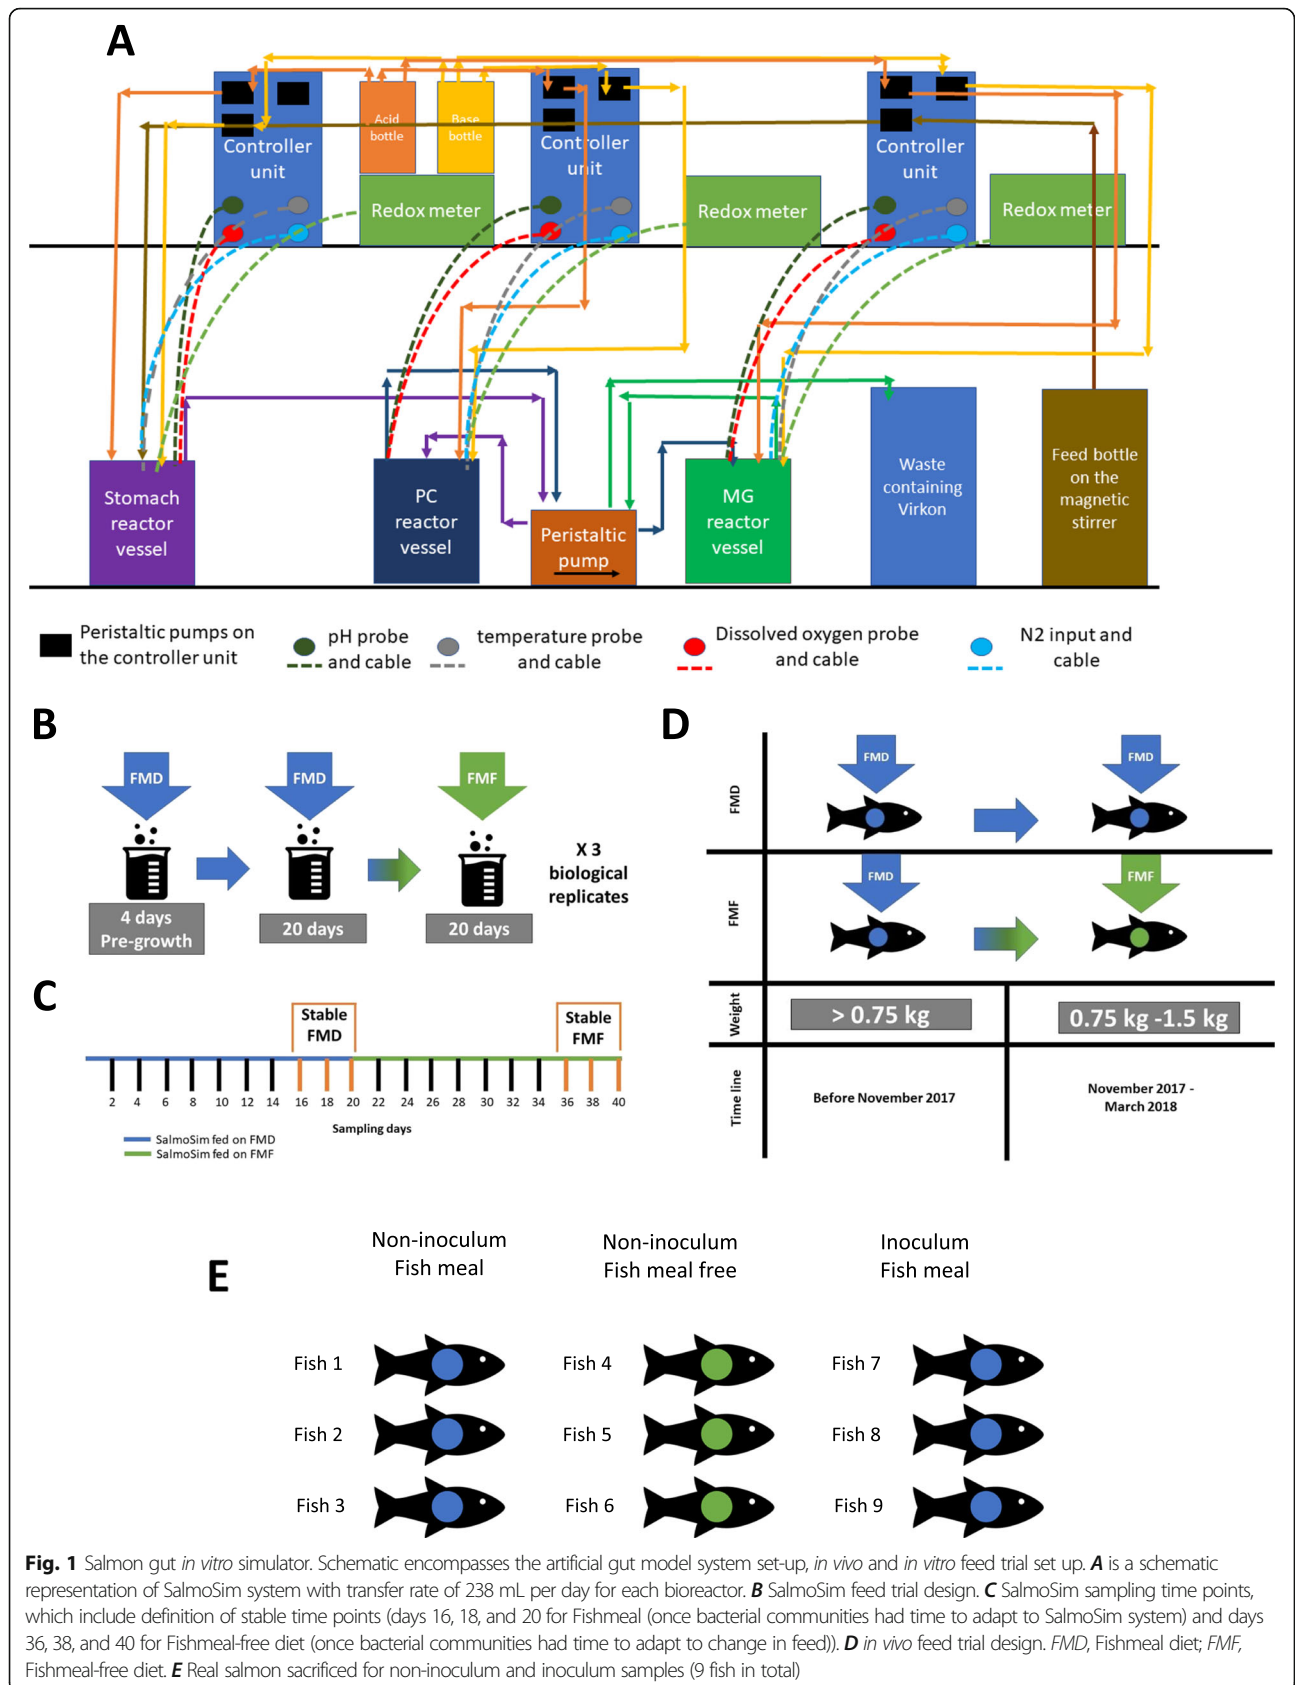 A
Acid
bottle
Base
bottle
Controller
unit
Controller
unit
Controller
unit
Redox meter
Redox meter
Redox meter
Stomach
reactor
vessel
PC
reactor
vessel
Peristaltic
pump
MG
reactor
vessel
Waste
containing
Virkon
Feed bottle
on the
magnetic
stirrer
Peristaltic pumps on
the controller unit
pH probe
and cable
temperature probe
and cable
Dissolved oxygen probe
and cable
N2 input and
cable
B
FMD
FMD
FMF
4 days
Pre-growth
20 days
20 days
X 3
biological
replicates
C
Stable
FMD
Stable
FMF
2 4 6 8 10 12 14 16 18 20 22 24 26 28 30 32 34 36 38 40
Sampling days
SalmoSim fed on FMD
SalmoSim fed on FMF
D
FMD
FMD
FMD
FMF
FMD
FMF
Weight
> 0.75 kg
0.75 kg -1.5 kg
Time line
Before November 2017
November 2017 -
March 2018
E
Non-inoculum
Fish meal
Non-inoculum
Fish meal free
Inoculum
Fish meal
Fish 1
Fish 4
Fish 7
Fish 2
Fish 5
Fish 8
Fish 3
Fish 6
Fish 9
Fig. 1 Salmon gut in vitro simulator. Schematic encompasses the artificial gut model system set-up, in vivo and in vitro feed trial set up. A is a schematic
representation of SalmoSim system with transfer rate of 238 mL per day for each bioreactor. B SalmoSim feed trial design. C SalmoSim sampling time points,
which include definition of stable time points (days 16, 18, and 20 for Fishmeal (once bacterial communities had time to adapt to SalmoSim system) and days
36, 38, and 40 for Fishmeal-free diet (once bacterial communities had time to adapt to change in feed)). D in vivo feed trial design. FMD, Fishmeal diet; FMF,
Fishmeal-free diet. E Real salmon sacrificed for non-inoculum and inoculum samples (9 fish in total)